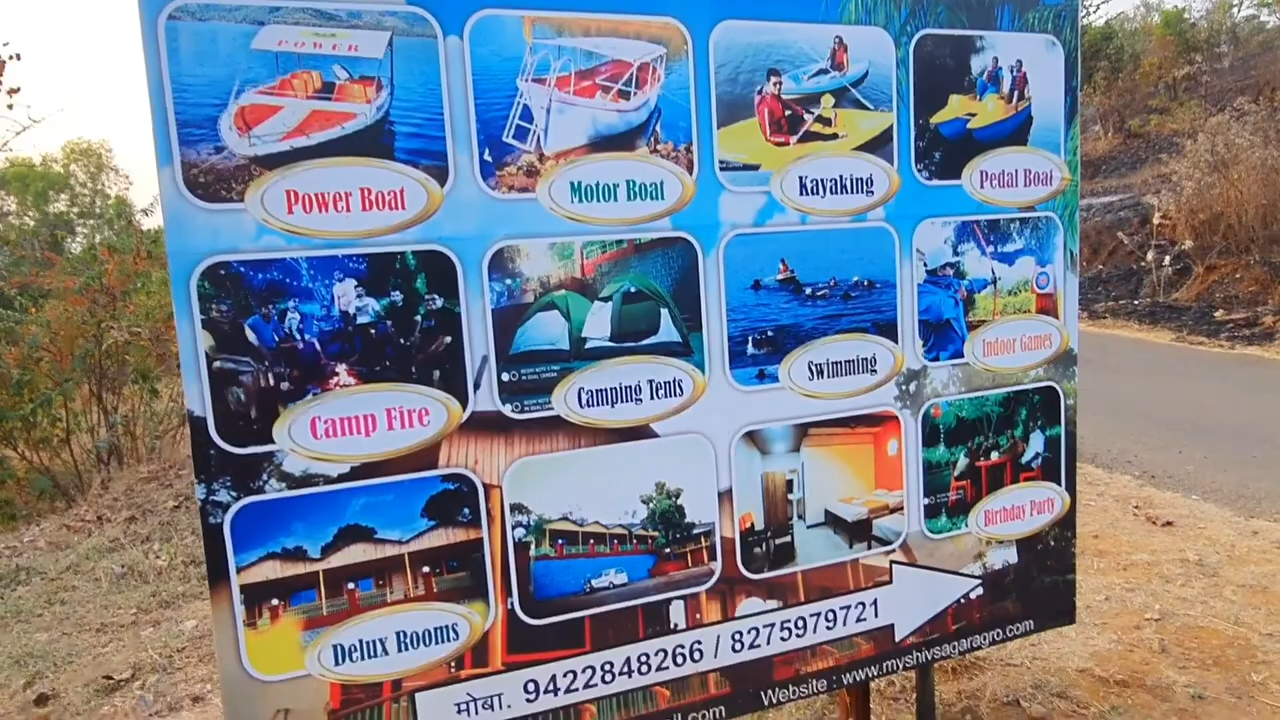 POWER
Power Boat
Motor Boat
Kayaking
Pedal Boat
Camp Fire
Camping Tents
Swimming
Indoor Games
Delux Rooms
Birthday Party
मोबा. 9422848266 / 8275979721
.com
Website : www.myshivsagaragro.com